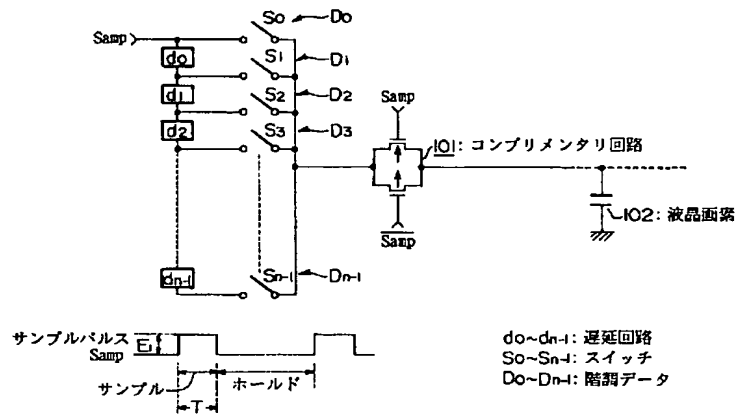 So Do
Samp
do
S1 D1
d1
S2 D2
d2
S3 D3
Samp
101: コンプリメンタリ回路
102: 液晶画素
Samp
Sn-1 Dn-1
dn-1
サンプルパルス
Samp
E1
サンプル
ホールド
T
do~dn-1: 遅延回路
So~Sn-1: スイッチ
Do~Dn-1: 階調データ